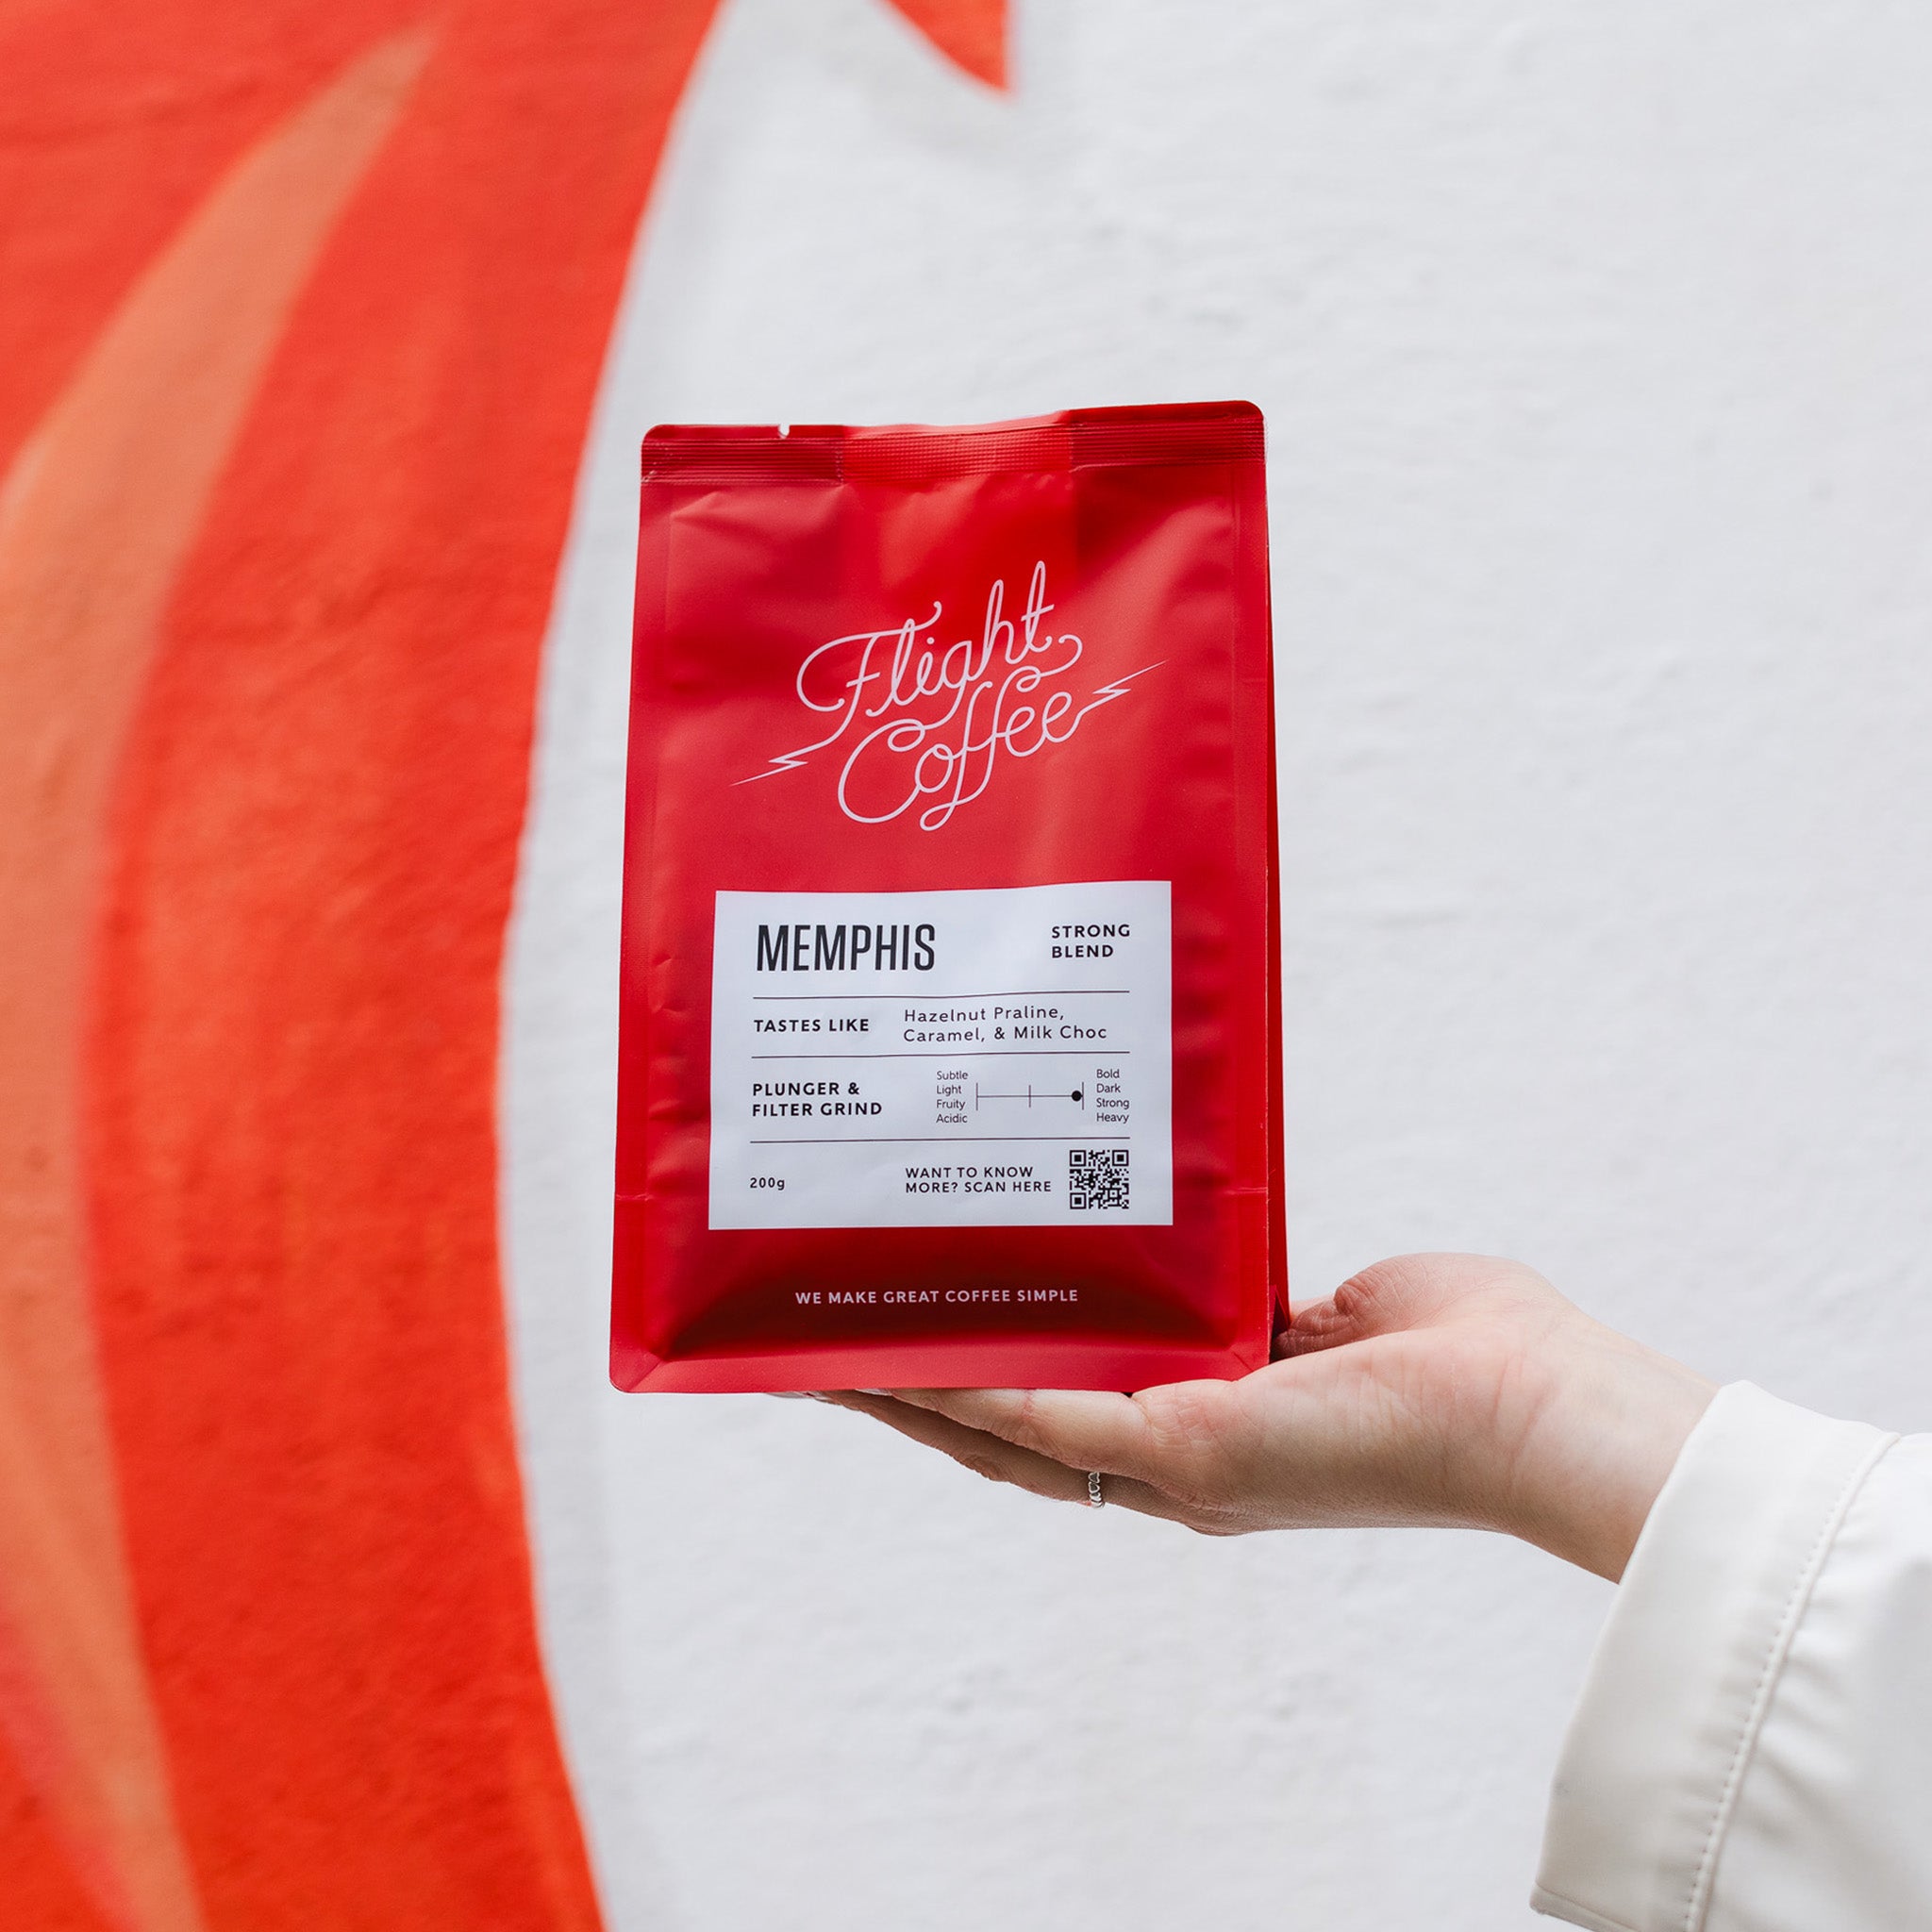 Flight
Coffee
MEMPHIS
STRONG
BLEND
TASTES LIKE
Hazelnut Praline,
Caramel, & Milk Choc
PLUNGER &
FILTER GRIND
Subtle
Light
Fruity
Acidic
Bold
Dark
Strong
Heavy
200g
WANT TO KNOW
MORE? SCAN HERE
WE MAKE GREAT COFFEE SIMPLE